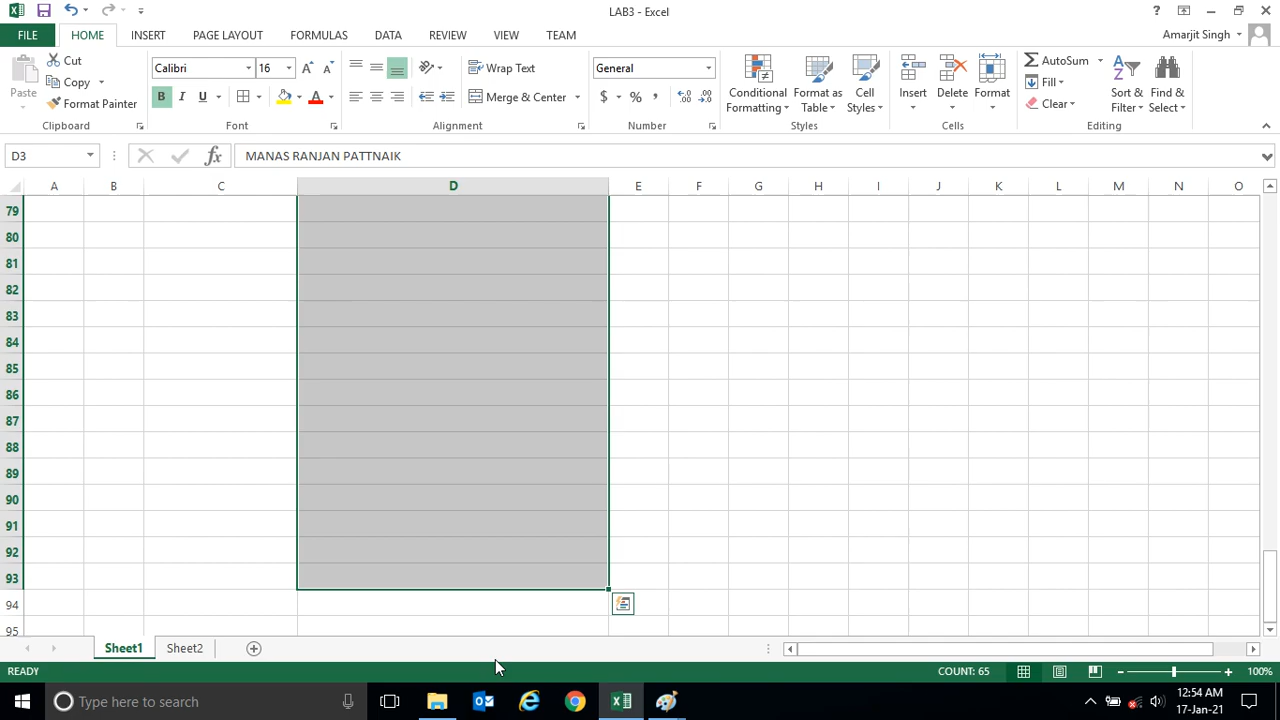 LAB3 - Excel
?
FILE HOME INSERT PAGE LAYOUT FORMULAS DATA REVIEW VIEW TEAM Amarjit Singh
Paste
Cut
Copy
Format Painter
Clipboard
Calibri 16 A A
B I U A
Font
Wrap Text
Merge & Center
Alignment
General
$ % ,
Number
Conditional Formatting
Format as Table
Cell Styles
Styles
Insert
Delete
Format
Cells
AutoSum
Fill
Clear
Sort & Filter
Find & Select
Editing
D3 fx MANAS RANJAN PATTNAIK
A B C D E F G H I J K L M N O
79
80
81
82
83
84
85
86
87
88
89
90
91
92
93
94
95
Sheet1 Sheet2
READY COUNT: 65 100%
Type here to search
12:54 AM
17-Jan-21